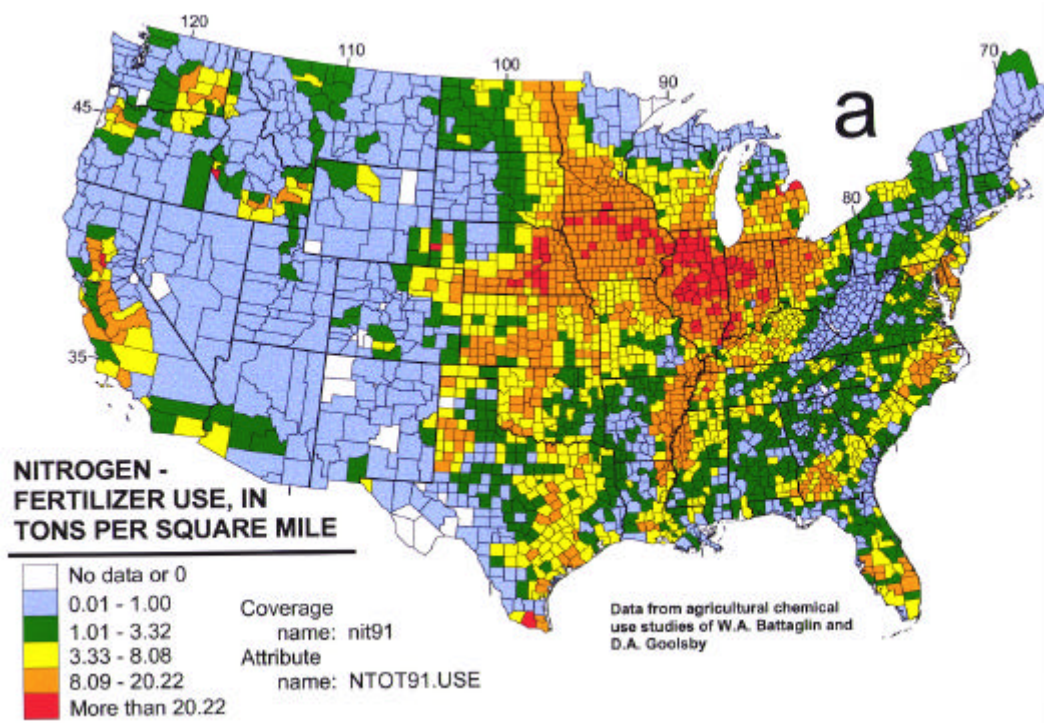 120
110
100
90
70
45
a
80
35
NITROGEN -
FERTILIZER USE, IN
TONS PER SQUARE MILE
No data or 0
0.01 - 1.00
1.01 - 3.32
3.33 - 8.08
8.09 - 20.22
More than 20.22
Coverage
name: nit91
Attribute
name: NTOT91.USE
Data from agricultural chemical
use studies of W.A. Battaglin and
D.A. Goolsby